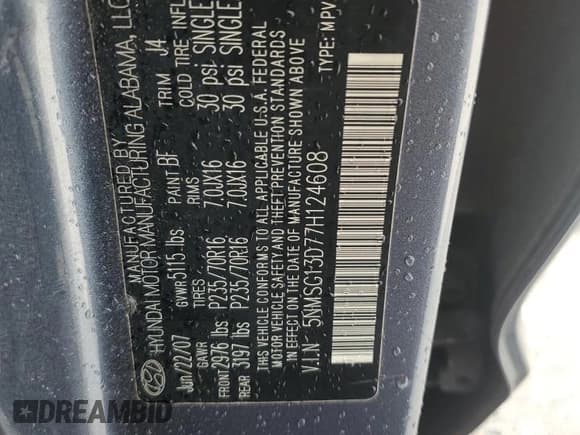 MANUFACTURED BY
HYUNDAI MOTOR MANUFACTURING ALABAMA, LLC
Jun/22/07 GVWR 5115 lbs PAINT BF TRIM J4
GAWR TIRES RIMS COLD TIRE INFL
FRONT 2976 lbs P235/70R16 7.0JX16 30 psi SINGLE
REAR 3197 lbs P235/70R16 7.0JX16 30 psi SINGLE
THIS VEHICLE CONFORMS TO ALL APPLICABLE U.S.A. FEDERAL
MOTOR VEHICLE SAFETY AND THEFT PREVENTION STANDARDS
IN EFFECT ON THE DATE OF MANUFACTURE SHOWN ABOVE
V.I.N 5NMSG13D77H124608 TYPE: MPV
DREAMBID